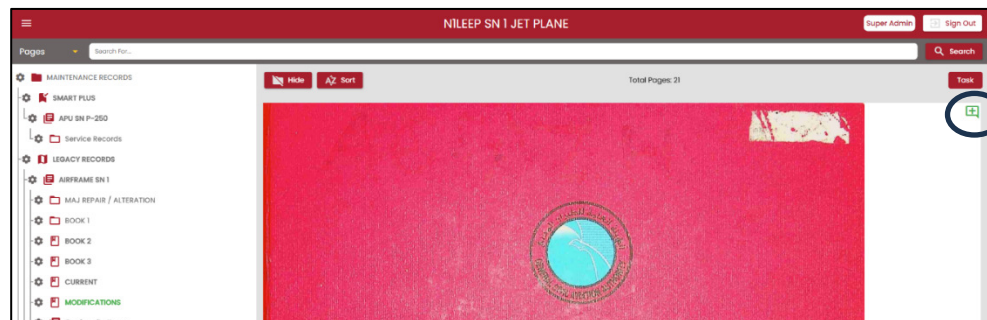 N1LEEP SN 1 JET PLANE
Super Admin
Sign Out
Pages
Search For...
Search
MAINTENANCE RECORDS
SMART PLUS
APU SN P-250
Service Records
LEGACY RECORDS
AIRFRAME SN 1
MAJ REPAIR / ALTERATION
BOOK 1
BOOK 2
BOOK 3
CURRENT
MODIFICATIONS
Hide
AZ Sort
Total Pages: 21
Task